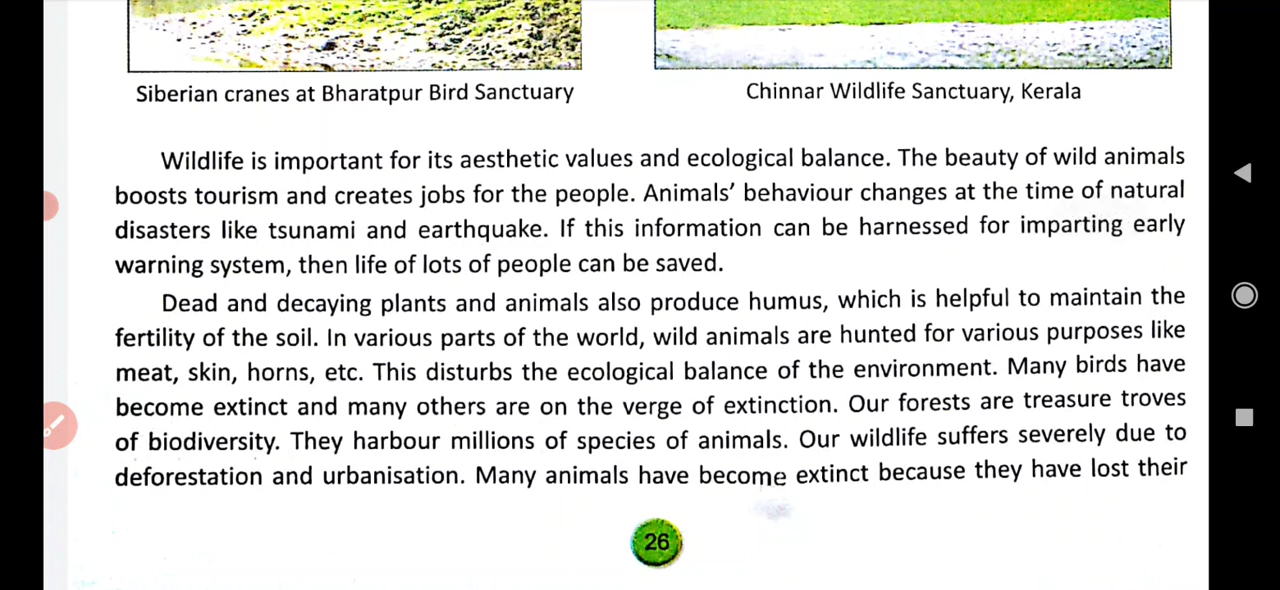 Siberian cranes at Bharatpur Bird Sanctuary
Chinnar Wildlife Sanctuary, Kerala
Wildlife is important for its aesthetic values and ecological balance. The beauty of wild animals
boosts tourism and creates jobs for the people. Animals' behaviour changes at the time of natural
disasters like tsunami and earthquake. If this information can be harnessed for imparting early
warning system, then life of lots of people can be saved.
Dead and decaying plants and animals also produce humus, which is helpful to maintain the
fertility of the soil. In various parts of the world, wild animals are hunted for various purposes like
meat, skin, horns, etc. This disturbs the ecological balance of the environment. Many birds have
become extinct and many others are on the verge of extinction. Our forests are treasure troves
of biodiversity. They harbour millions of species of animals. Our wildlife suffers severely due to
deforestation and urbanisation. Many animals have become extinct because they have lost their
26